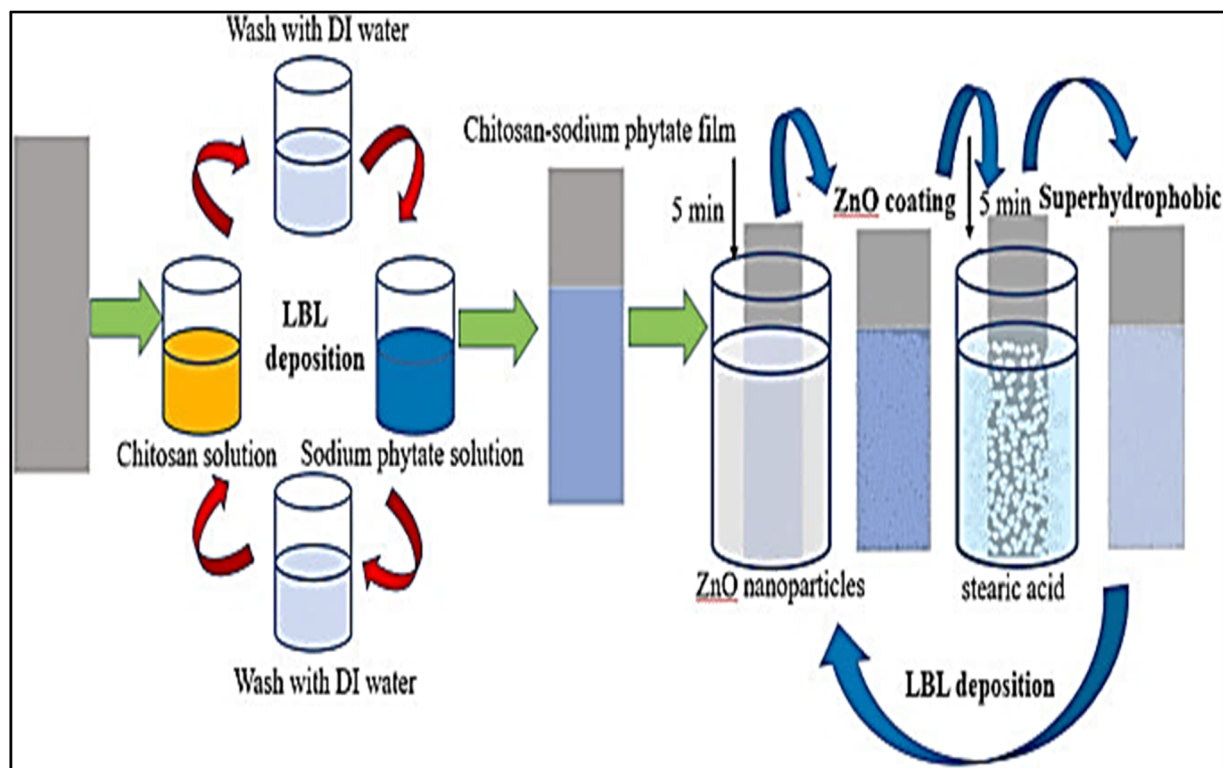 Wash with DI water
LBL
deposition
Chitosan solution
Sodium phytate solution
Wash with DI water
Chitosan-sodium phytate film
5 min
ZnO coating
5 min
Superhydrophobic
ZnO nanoparticles
stearic acid
LBL deposition